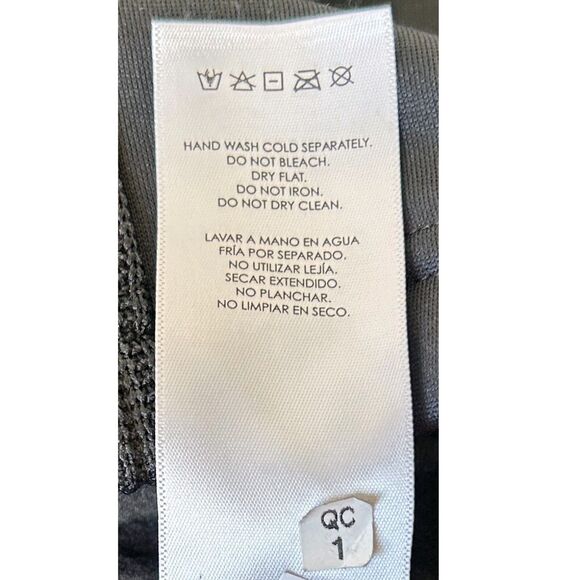 HAND WASH COLD SEPARATELY.
DO NOT BLEACH.
DRY FLAT.
DO NOT IRON.
DO NOT DRY CLEAN.
LAVAR A MANO EN AGUA
FRÍA POR SEPARADO.
NO UTILIZAR LEJÍA.
SECAR EXTENDIDO.
NO PLANCHAR.
NO LIMPIAR EN SECO.
QC
1